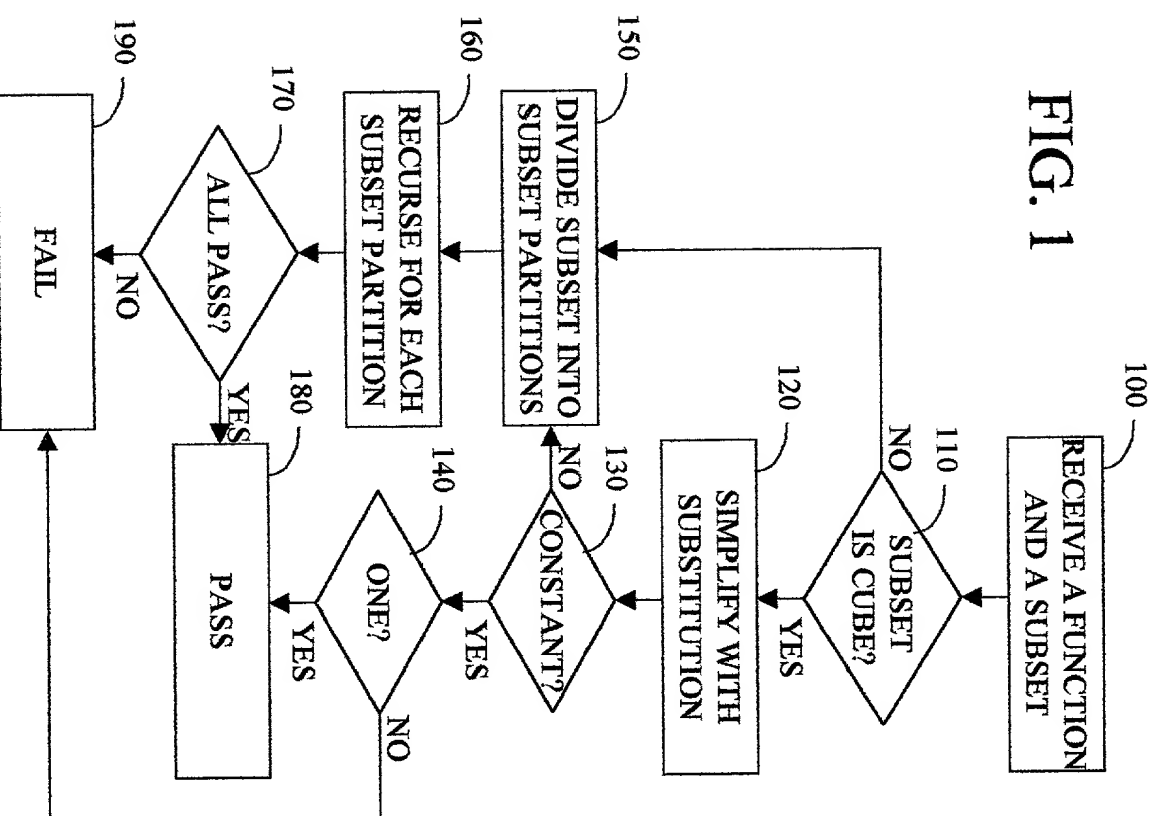 FIG. 1
100
RECEIVE A FUNCTION
AND A SUBSET
110
SUBSET
IS CUBE?
NO
YES
120
SIMPLIFY WITH
SUBSTITUTION
130
CONSTANT?
NO
YES
140
ONE?
NO
YES
150
DIVIDE SUBSET INTO
SUBSET PARTITIONS
160
RECURSE FOR EACH
SUBSET PARTITION
170
ALL PASS?
YES
NO
180
PASS
190
FAIL